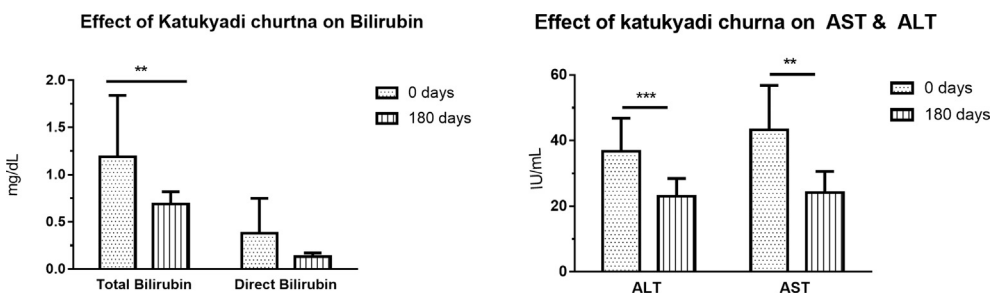 Effect of Katukyadi churtna on Bilirubin
**
2.0
1.5
1.0
0.5
0.0
mg/dL
0 days
180 days
Total Bilirubin
Direct Bilirubin
Effect of katukyadi churna on AST & ALT
***
**
60
40
20
0
IU/mL
0 days
180 days
ALT
AST